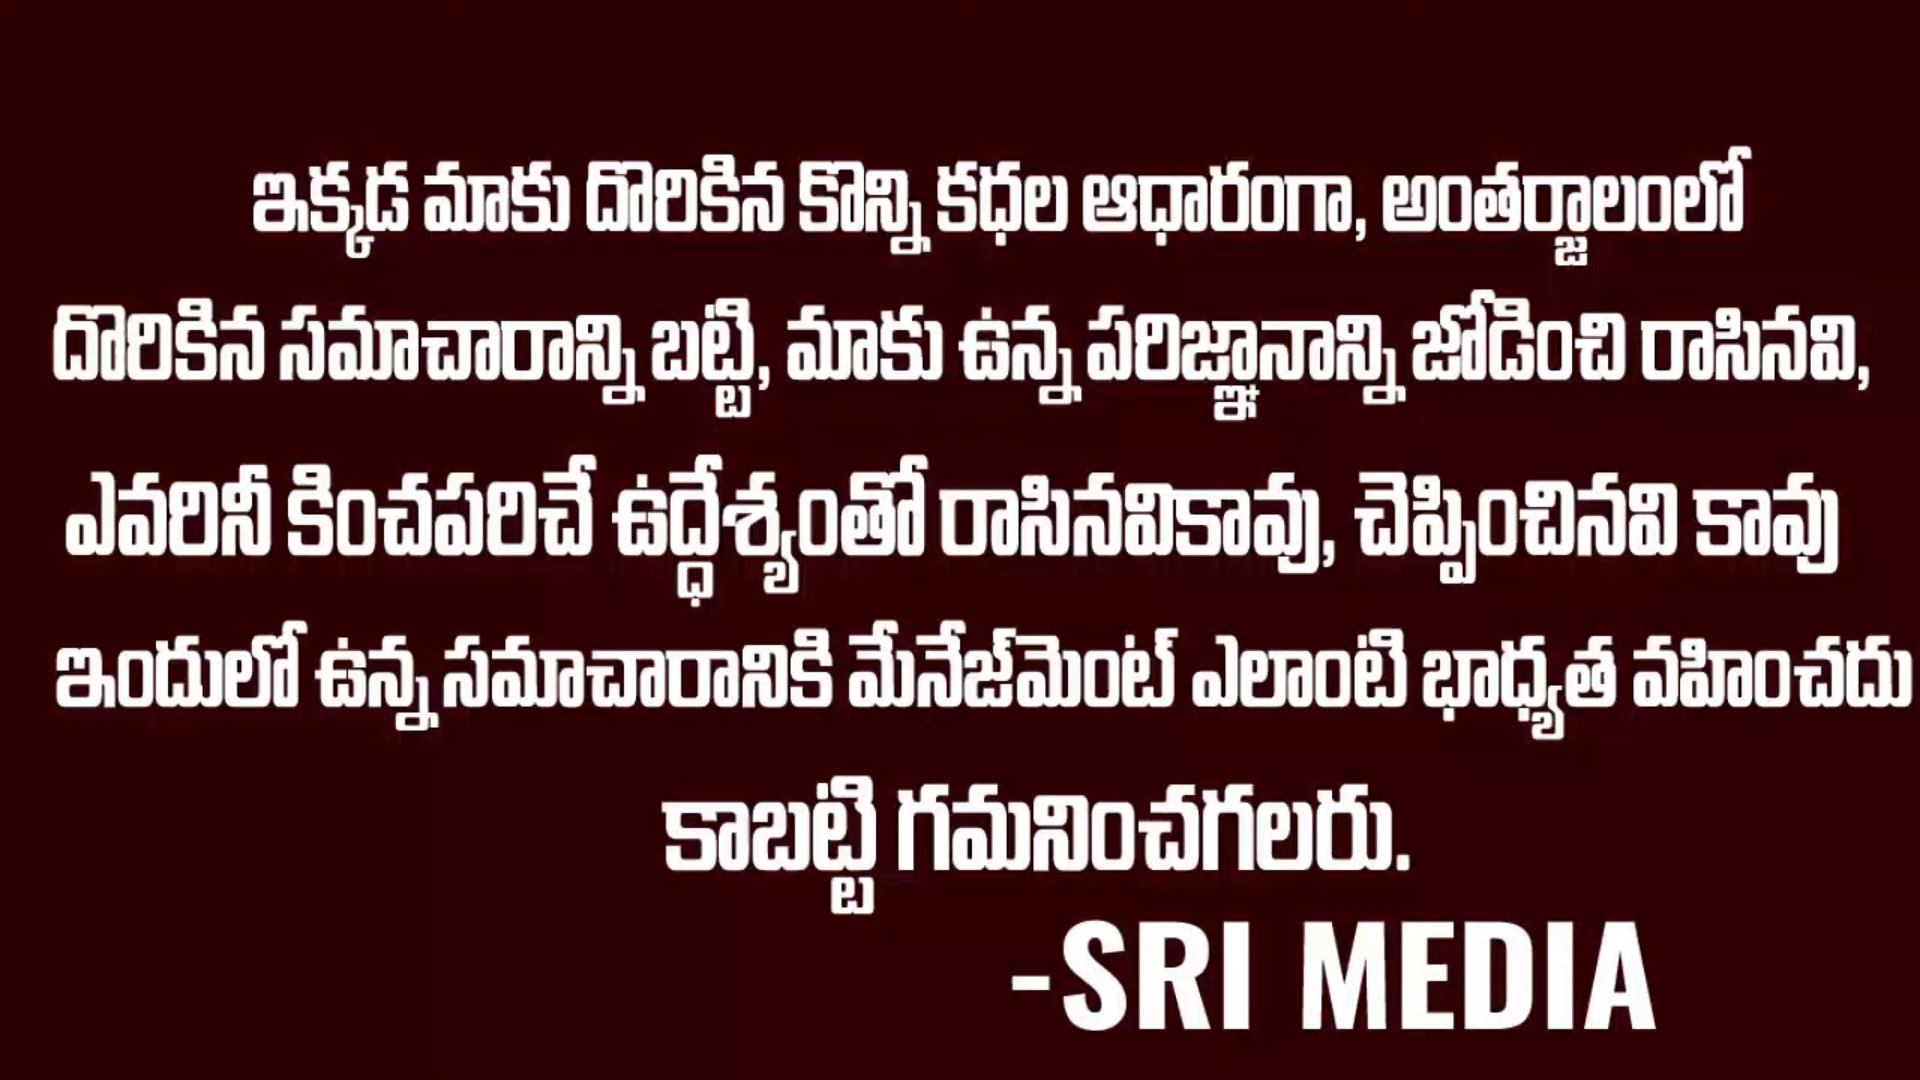 ఇక్కడ మాకు దొరికిన కొన్ని కధల ఆధారంగా, అంతర్జాలంలో
దొరికిన సమాచారాన్ని బట్టి, మాకు ఉన్న పరిజ్ఞానాన్ని జోడించి రాసినవి,
ఎవరినీ కించపరిచే ఉద్ధేశ్యంతో రాసినవికావు, చెప్పించినవి కావు
ఇందులో ఉన్న సమాచారానికి మేనేజ్‌మెంట్ ఎలాంటి భాధ్యత వహించదు
కాబట్టి గమనించగలరు.
-SRI MEDIA